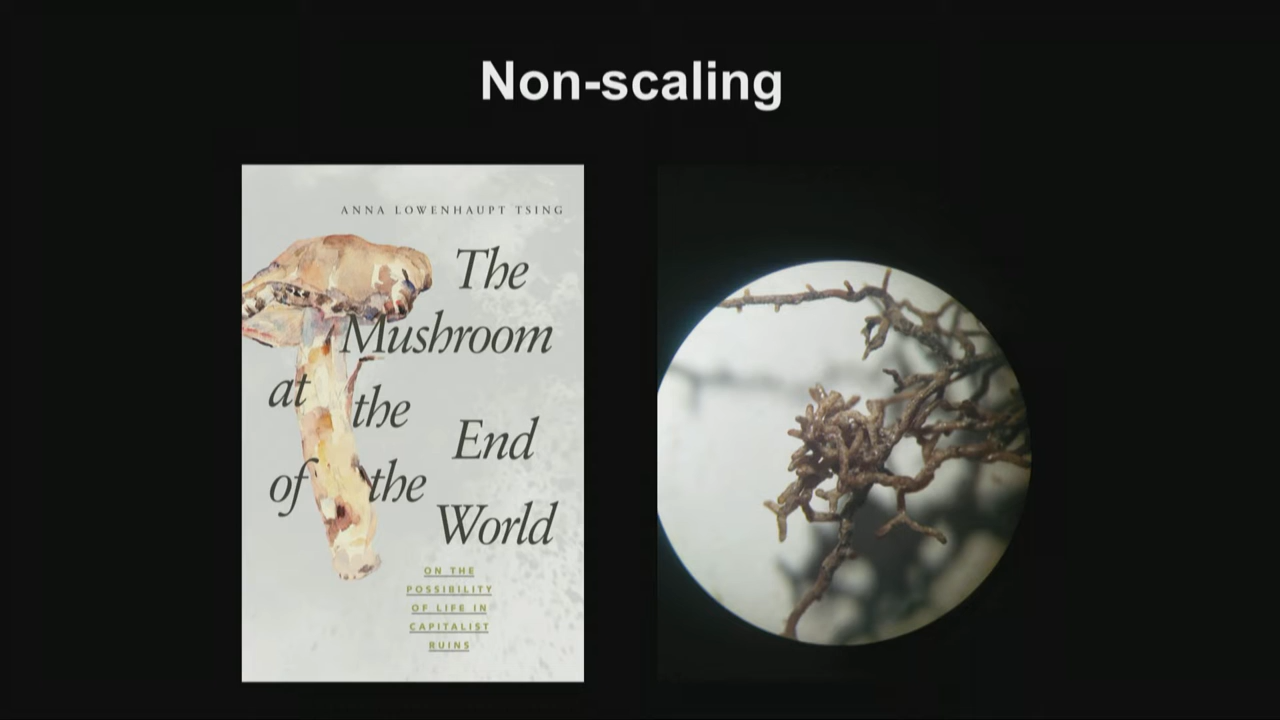 Non-scaling
ANNA LOWENHAUPT TSING
The
Mushroom
at the
End
of the
World
ON THE
POSSIBILITY
OF LIFE IN
CAPITALIST
RUINS